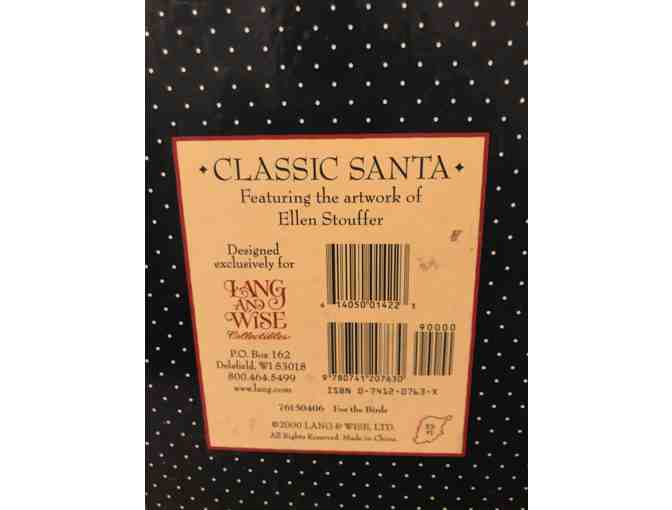 CLASSIC SANTA
Featuring the artwork of
Ellen Stouffer
Designed
exclusively for
LANG
AND
WISE
Collectibles
P.O. Box 162
Delafield, WI 53018
800.464.5499
www.lang.com
6 14050 01422
90000
9 780741 207630
ISBN 0-7412-0763-X
76150406 For the Birds
©2000 LANG & WISE, LTD.
All Rights Reserved. Made in China.